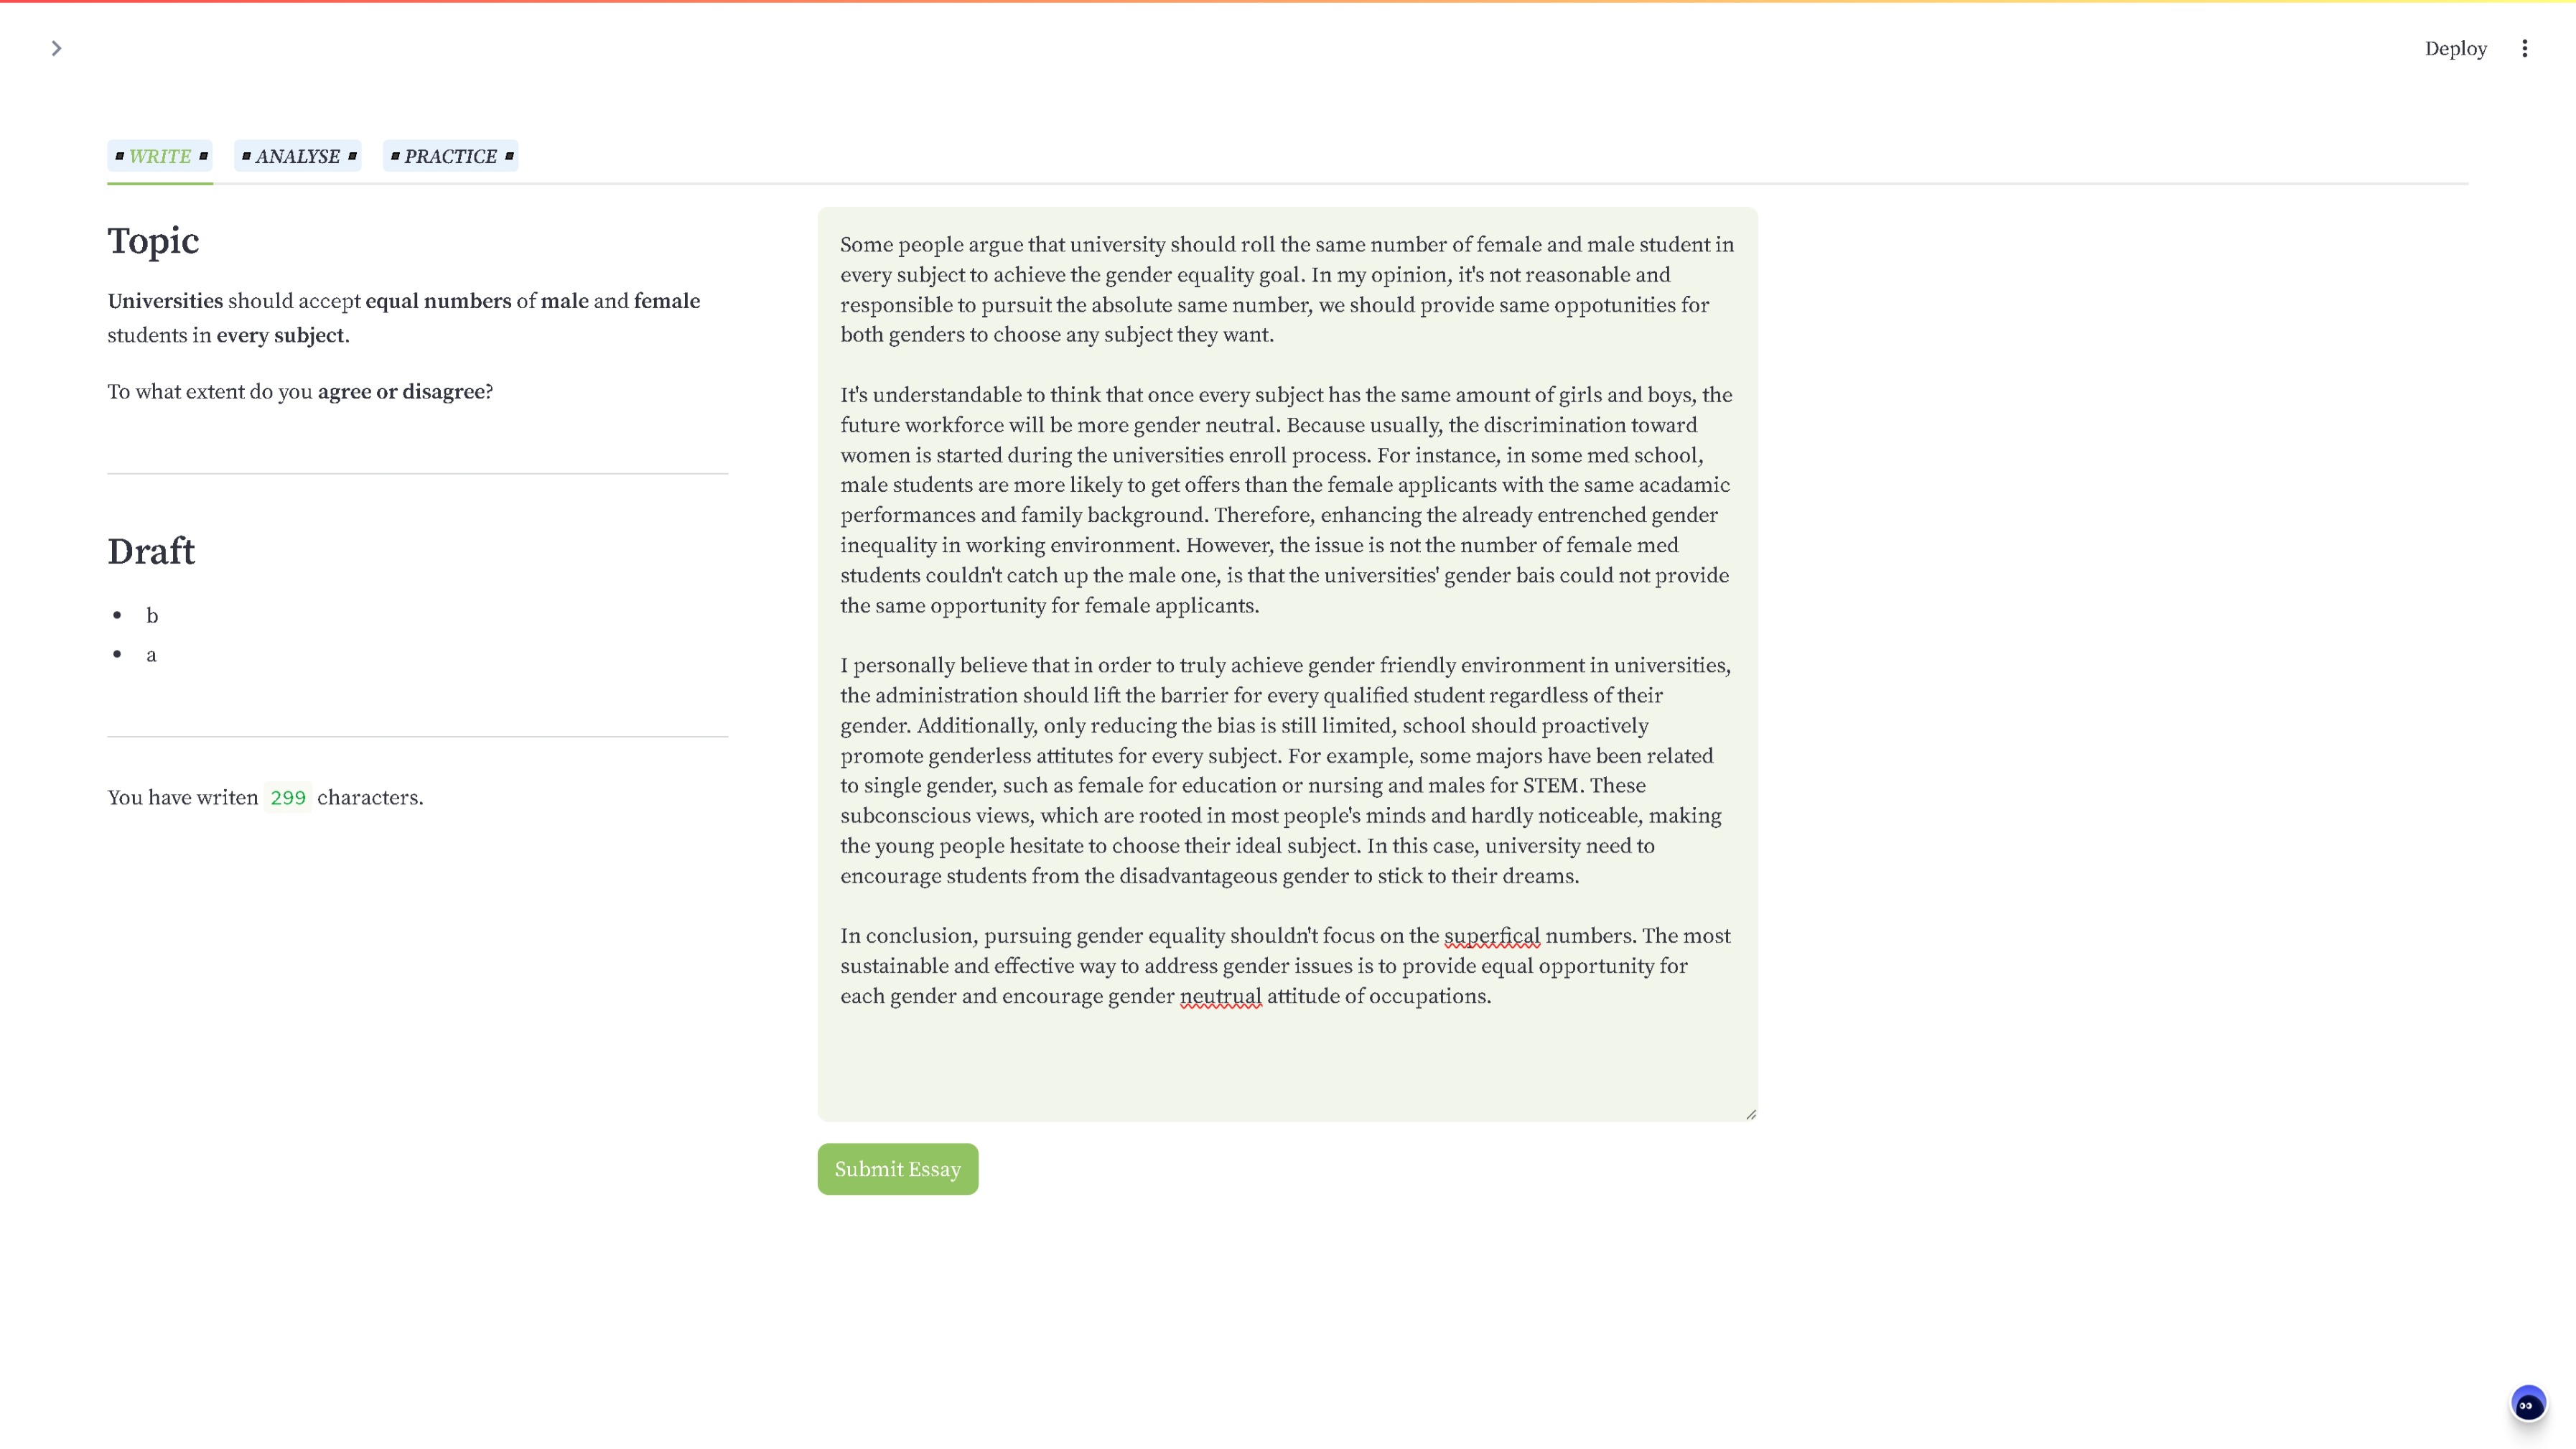 Deploy
WRITE
ANALYSE
PRACTICE
Topic
Universities should accept equal numbers of male and female
students in every subject.
To what extent do you agree or disagree?
Draft
• b
• a
You have writen 299 characters.
Some people argue that university should roll the same number of female and male student in
every subject to achieve the gender equality goal. In my opinion, it's not reasonable and
responsible to pursuit the absolute same number, we should provide same oppotunities for
both genders to choose any subject they want.
It's understandable to think that once every subject has the same amount of girls and boys, the
future workforce will be more gender neutral. Because usually, the discrimination toward
women is started during the universities enroll process. For instance, in some med school,
male students are more likely to get offers than the female applicants with the same acadamic
performances and family background. Therefore, enhancing the already entrenched gender
inequality in working environment. However, the issue is not the number of female med
students couldn't catch up the male one, is that the universities' gender bais could not provide
the same opportunity for female applicants.
I personally believe that in order to truly achieve gender friendly environment in universities,
the administration should lift the barrier for every qualified student regardless of their
gender. Additionally, only reducing the bias is still limited, school should proactively
promote genderless attitutes for every subject. For example, some majors have been related
to single gender, such as female for education or nursing and males for STEM. These
subconscious views, which are rooted in most people's minds and hardly noticeable, making
the young people hesitate to choose their ideal subject. In this case, university need to
encourage students from the disadvantageous gender to stick to their dreams.
In conclusion, pursuing gender equality shouldn't focus on the superfical numbers. The most
sustainable and effective way to address gender issues is to provide equal opportunity for
each gender and encourage gender neutrual attitude of occupations.
Submit Essay